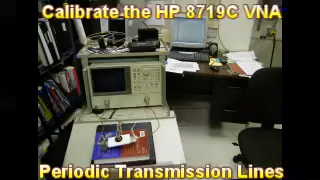 Calibrate the HP 8719C VNA
Periodic Transmission Lines